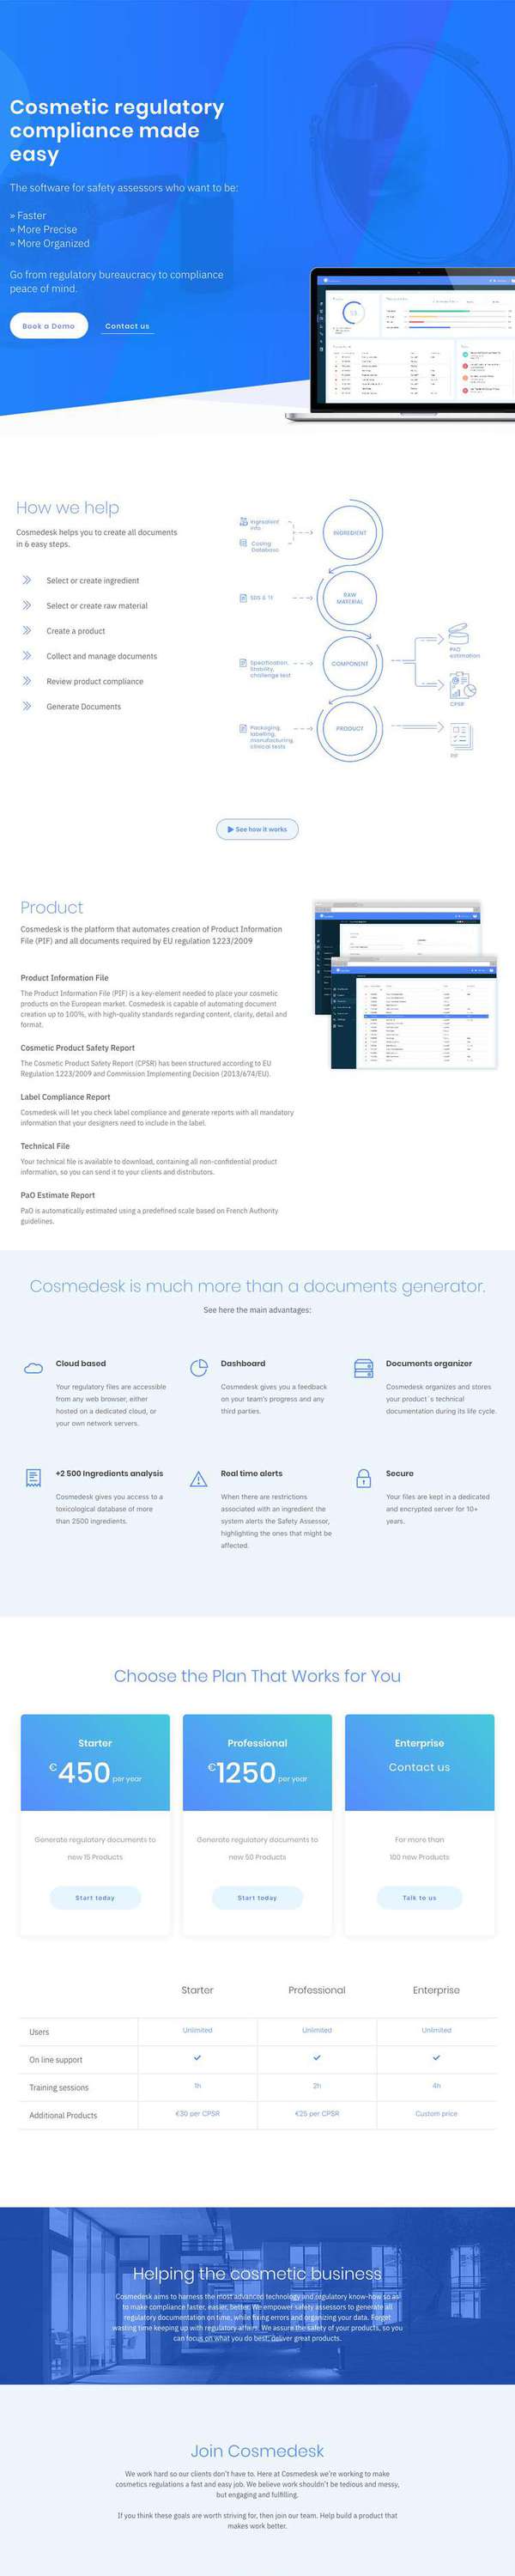 Cosmetic regulatory
compliance made
easy
The software for safety assessors who want to be:
» Faster
» More Precise
» More Organized
Go from regulatory bureaucracy to compliance
peace of mind.
Book a Demo
Contact us
How we help
Cosmedesk helps you to create all documents
in 6 easy steps.
Select or create ingredient
Select or create raw material
Create a product
Collect and manage documents
Review product compliance
Generate Documents
Ingredient
info
CosIng
Database
INGREDIENT
SDS & TF
RAW
MATERIAL
Specification,
Stability,
challenge test
COMPONENT
PAO
estimation
CPSR
Packaging,
labeling,
manufacturing
clinical tests
PRODUCT
PIF
See how it works
Product
Cosmedesk is the platform that automates creation of Product Information
File (PIF) and all documents required by EU regulation 1223/2009
Product Information File
The Product Information File (PIF) is a key-element needed to place your cosmetic
products on the European market. Cosmedesk is capable of automating document
creation up to 100%, with high-quality standards regarding content, clarity, detail and
format.
Cosmetic Product Safety Report
The Cosmetic Product Safety Report (CPSR) has been structured according to EU
Regulation 1223/2009 and Commission Implementing Decision (2013/674/EU).
Label Compliance Report
Cosmedesk will let you check label compliance and generate reports with all mandatory
information that your designers need to include in the label.
Technical File
Your technical file is available to download, containing all non-confidential product
information, so you can send it to your clients and distributors.
PaO Estimate Report
PaO is automatically estimated using a predefined scale based on French Authority
guidelines.
Cosmedesk is much more than a documents generator.
See here the main advantages:
Cloud based
Your regulatory files are accessible
from any web browser, either
hosted on a dedicated cloud, or
your own network servers.
Dashboard
Cosmedesk gives you a feedback
on your team's progress and any
third parties.
Documents organizer
Cosmedesk organizes and stores
your product´s technical
documentation during its life cycle.
+2 500 Ingredients analysis
Cosmedesk gives you access to a
toxicological database of more
than 2500 ingredients.
Real time alerts
When there are restrictions
associated with an ingredient the
system alerts the Safety Assessor,
highlighting the ones that might be
affected.
Secure
Your files are kept in a dedicated
and encrypted server for 10+
years.
Choose the Plan That Works for You
Starter
€450 per year
Generate regulatory documents to
new 15 Products
Start today
Professional
€1250 per year
Generate regulatory documents to
new 50 Products
Start today
Enterprise
Contact us
For more than
100 new Products
Talk to us
Starter Professional Enterprise
Users Unlimited Unlimited Unlimited
On line support
Training sessions 1h 2h 4h
Additional Products €30 per CPSR €25 per CPSR Custom price
Helping the cosmetic business
Cosmedesk aims to harness the most advanced technology and regulatory know-how so as
to make compliance faster, easier, better. We empower safety assessors to generate all
regulatory documentation on time, while fixing errors and organizing your data. Forget
wasting time keeping up with regulatory affairs. We assure the safety of your products, so you
can focus on what you do best: deliver great products.
Join Cosmedesk
We work hard so our clients don't have to. Here at Cosmedesk we're working to make
cosmetics regulations a fast and easy job. We believe work shouldn't be tedious and messy,
but engaging and fulfilling.
If you think these goals are worth striving for, then join our team. Help build a product that
makes work better.